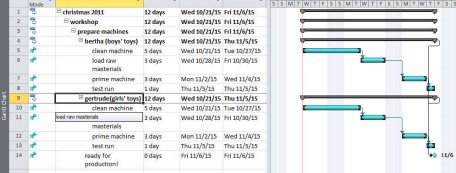 Mode
S S M T W T F S S M T W T F S S M T W
1 christmas 2011 12 days Wed 10/21/15 Fri 11/6/15
2 workshop 12 days Wed 10/21/15 Fri 11/6/15
3 prepare machines 12 days Wed 10/21/15 Fri 11/6/15
4 bertha (boys' toys) 12 days Wed 10/21/15 Thu 11/5/15
5 clean machine 5 days Wed 10/21/15 Tue 10/27/15
6 load raw 3 days Wed 10/28/15 Fri 10/30/15
masterials
7 prime machine 3 days Mon 11/2/15 Wed 11/4/15
8 test run 1 day Thu 11/5/15 Thu 11/5/15
9 gertrude(girls' toys) 12 days Wed 10/21/15 Thu 11/5/15
10 clean machine 5 days Wed 10/21/15 Tue 10/27/15
11 load raw masterials 3 days Wed 10/28/15 Fri 10/30/15
masterials
12 prime machine 3 days Mon 11/2/15 Wed 11/4/15
13 test run 1 day Thu 11/5/15 Thu 11/5/15
14 ready for 0 days Fri 11/6/15 Fri 11/6/15
production!
11/6
Gantt Chart